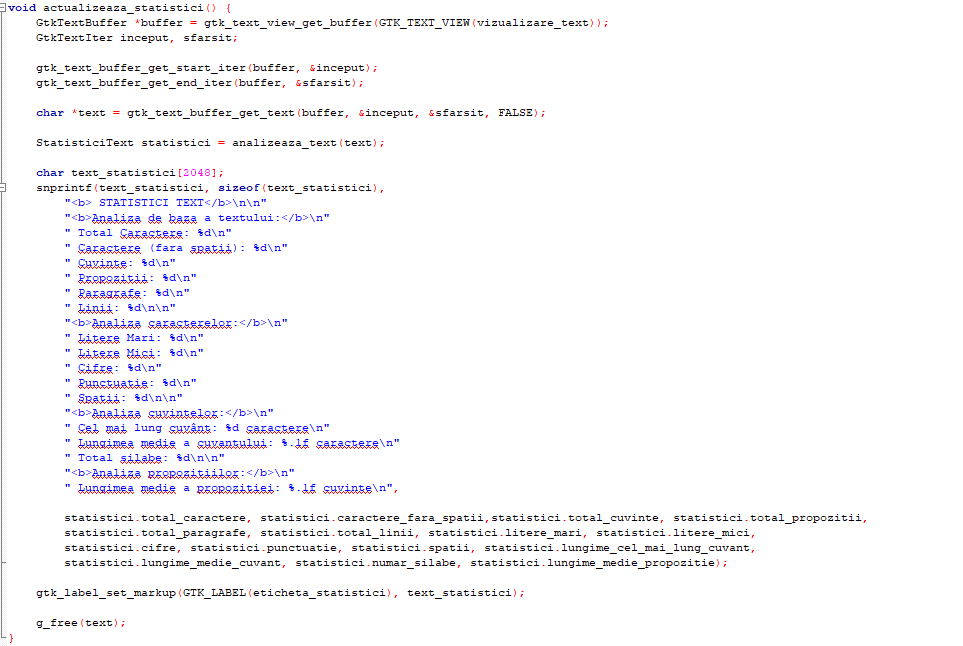 void actualizeaza_statistici() {
    GtkTextBuffer *buffer = gtk_text_view_get_buffer(GTK_TEXT_VIEW(vizualizare_text));
    GtkTextIter inceput, sfarsit;

    gtk_text_buffer_get_start_iter(buffer, &inceput);
    gtk_text_buffer_get_end_iter(buffer, &sfarsit);

    char *text = gtk_text_buffer_get_text(buffer, &inceput, &sfarsit, FALSE);

    StatisticiText statistici = analizeaza_text(text);

    char text_statistici[2048];
    snprintf(text_statistici, sizeof(text_statistici),
        "<b> STATISTICI TEXT</b>\n\n"
        "<b>Analiza de baza a textului:</b>\n"
        " Total Caractere: %d\n"
        " Caractere (fara spatii): %d\n"
        " Cuvinte: %d\n"
        " Propozitii: %d\n"
        " Paragrafe: %d\n"
        " Linii: %d\n\n"
        "<b>Analiza caracterelor:</b>\n"
        " Litere Mari: %d\n"
        " Litere Mici: %d\n"
        " Cifre: %d\n"
        " Punctuatie: %d\n"
        " Spatii: %d\n\n"
        "<b>Analiza cuvintelor:</b>\n"
        " Cel mai lung cuvânt: %d caractere\n"
        " Lungimea medie a cuvantului: %.lf caractere\n"
        " Total silabe: %d\n\n"
        "<b>Analiza propozitiilor:</b>\n"
        " Lungimea medie a propozitiei: %.lf cuvinte\n",

        statistici.total_caractere, statistici.caractere_fara_spatii,statistici.total_cuvinte, statistici.total_propozitii,
        statistici.total_paragrafe, statistici.total_linii, statistici.litere_mari, statistici.litere_mici,
        statistici.cifre, statistici.punctuatie, statistici.spatii, statistici.lungime_cel_mai_lung_cuvant,
        statistici.lungime_medie_cuvant, statistici.numar_silabe, statistici.lungime_medie_propozitie);

    gtk_label_set_markup(GTK_LABEL(eticheta_statistici), text_statistici);

    g_free(text);
}